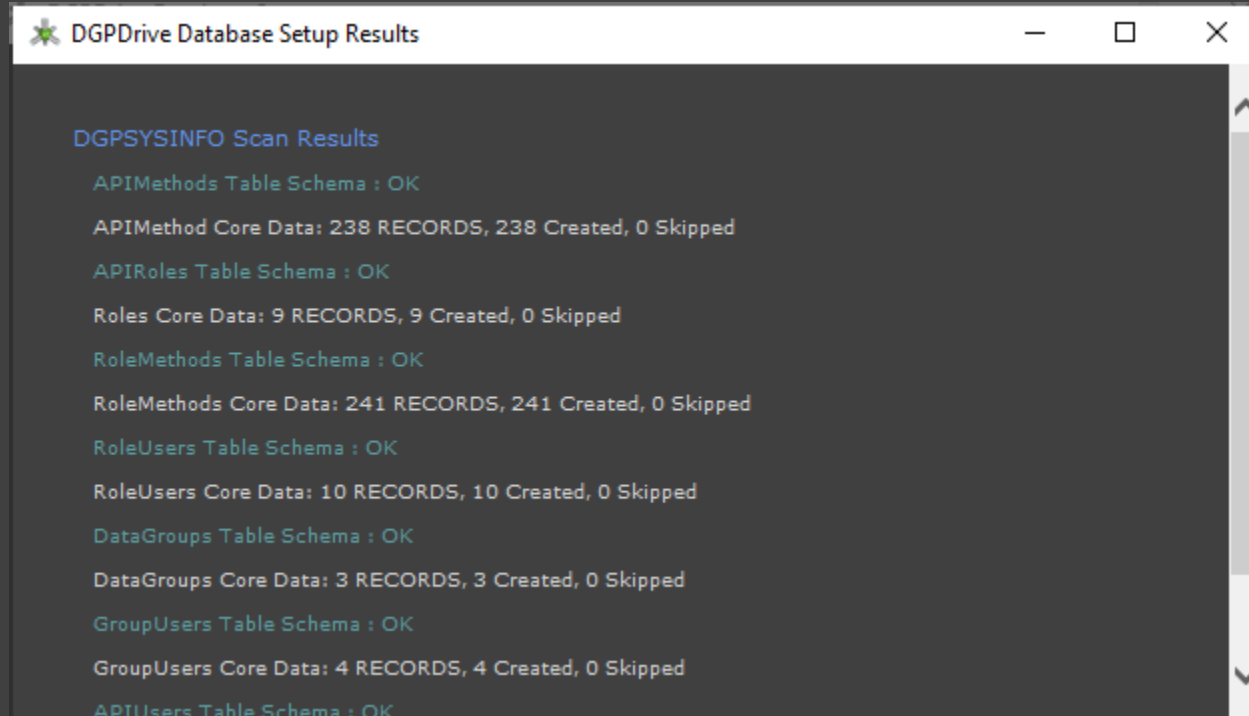 DGPDrive Database Setup Results
DGPSYSINFO Scan Results
APIMethods Table Schema : OK
APIMethod Core Data: 238 RECORDS, 238 Created, 0 Skipped
APIRoles Table Schema : OK
Roles Core Data: 9 RECORDS, 9 Created, 0 Skipped
RoleMethods Table Schema : OK
RoleMethods Core Data: 241 RECORDS, 241 Created, 0 Skipped
RoleUsers Table Schema : OK
RoleUsers Core Data: 10 RECORDS, 10 Created, 0 Skipped
DataGroups Table Schema : OK
DataGroups Core Data: 3 RECORDS, 3 Created, 0 Skipped
GroupUsers Table Schema : OK
GroupUsers Core Data: 4 RECORDS, 4 Created, 0 Skipped
APIUsers Table Schema : OK